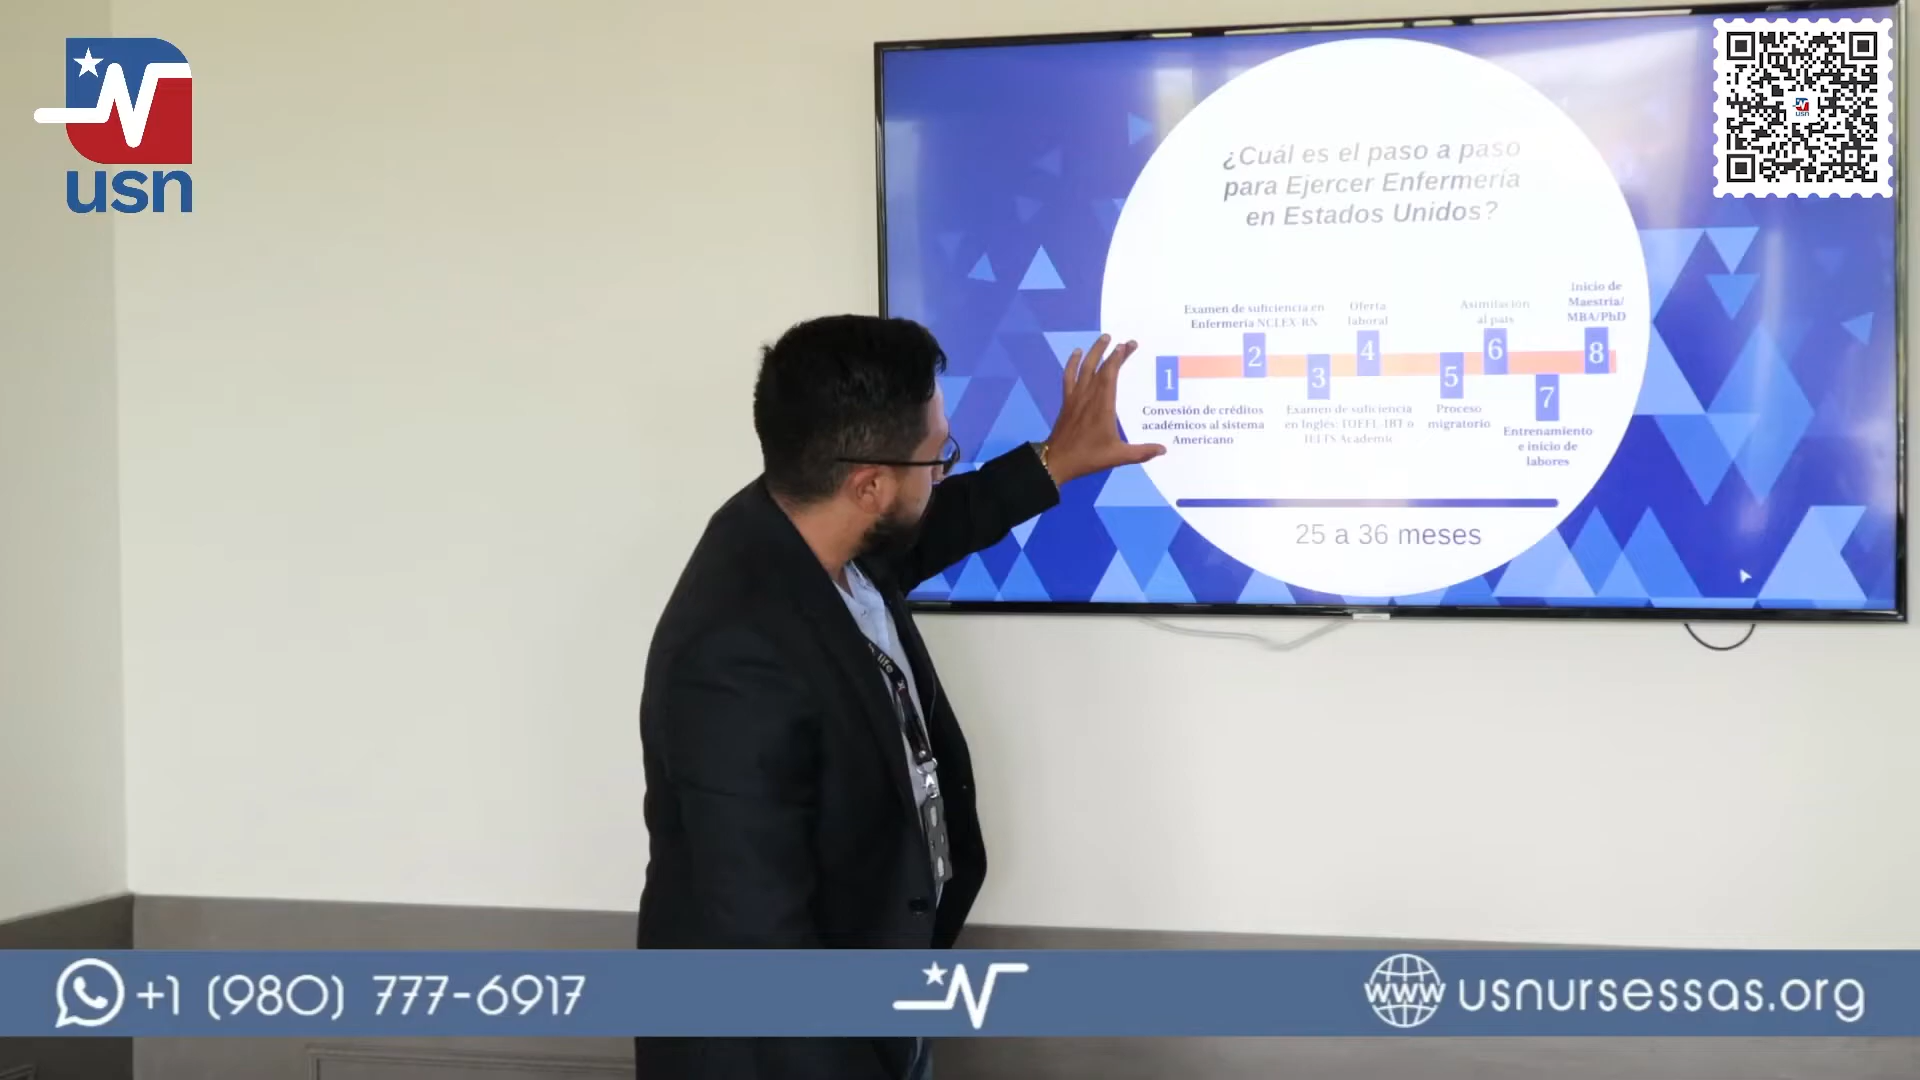 usn
¿Cuál es el paso a paso
para Ejercer Enfermería
en Estados Unidos?
Examen de suficiencia en
Enfermería NCLEX-RN
Oferta
laboral
Asimilación
al país
Inicio de
Maestría/
MBA/PhD
1
2
3
4
5
6
7
8
Convesión de créditos
académicos al sistema
Americano
Examen de suficiencia
en Inglés: TOEFL-IBT o
IELTS Academic
Proceso
migratorio
Entrenamiento
e inicio de
labores
25 a 36 meses
life
+1 (980) 777-6917
www usnursessas.org